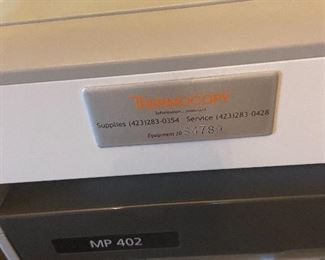 THERMOCOPY
Supplies (423)283-0354 Service (423)283-0428
Equipment ID
MP 402